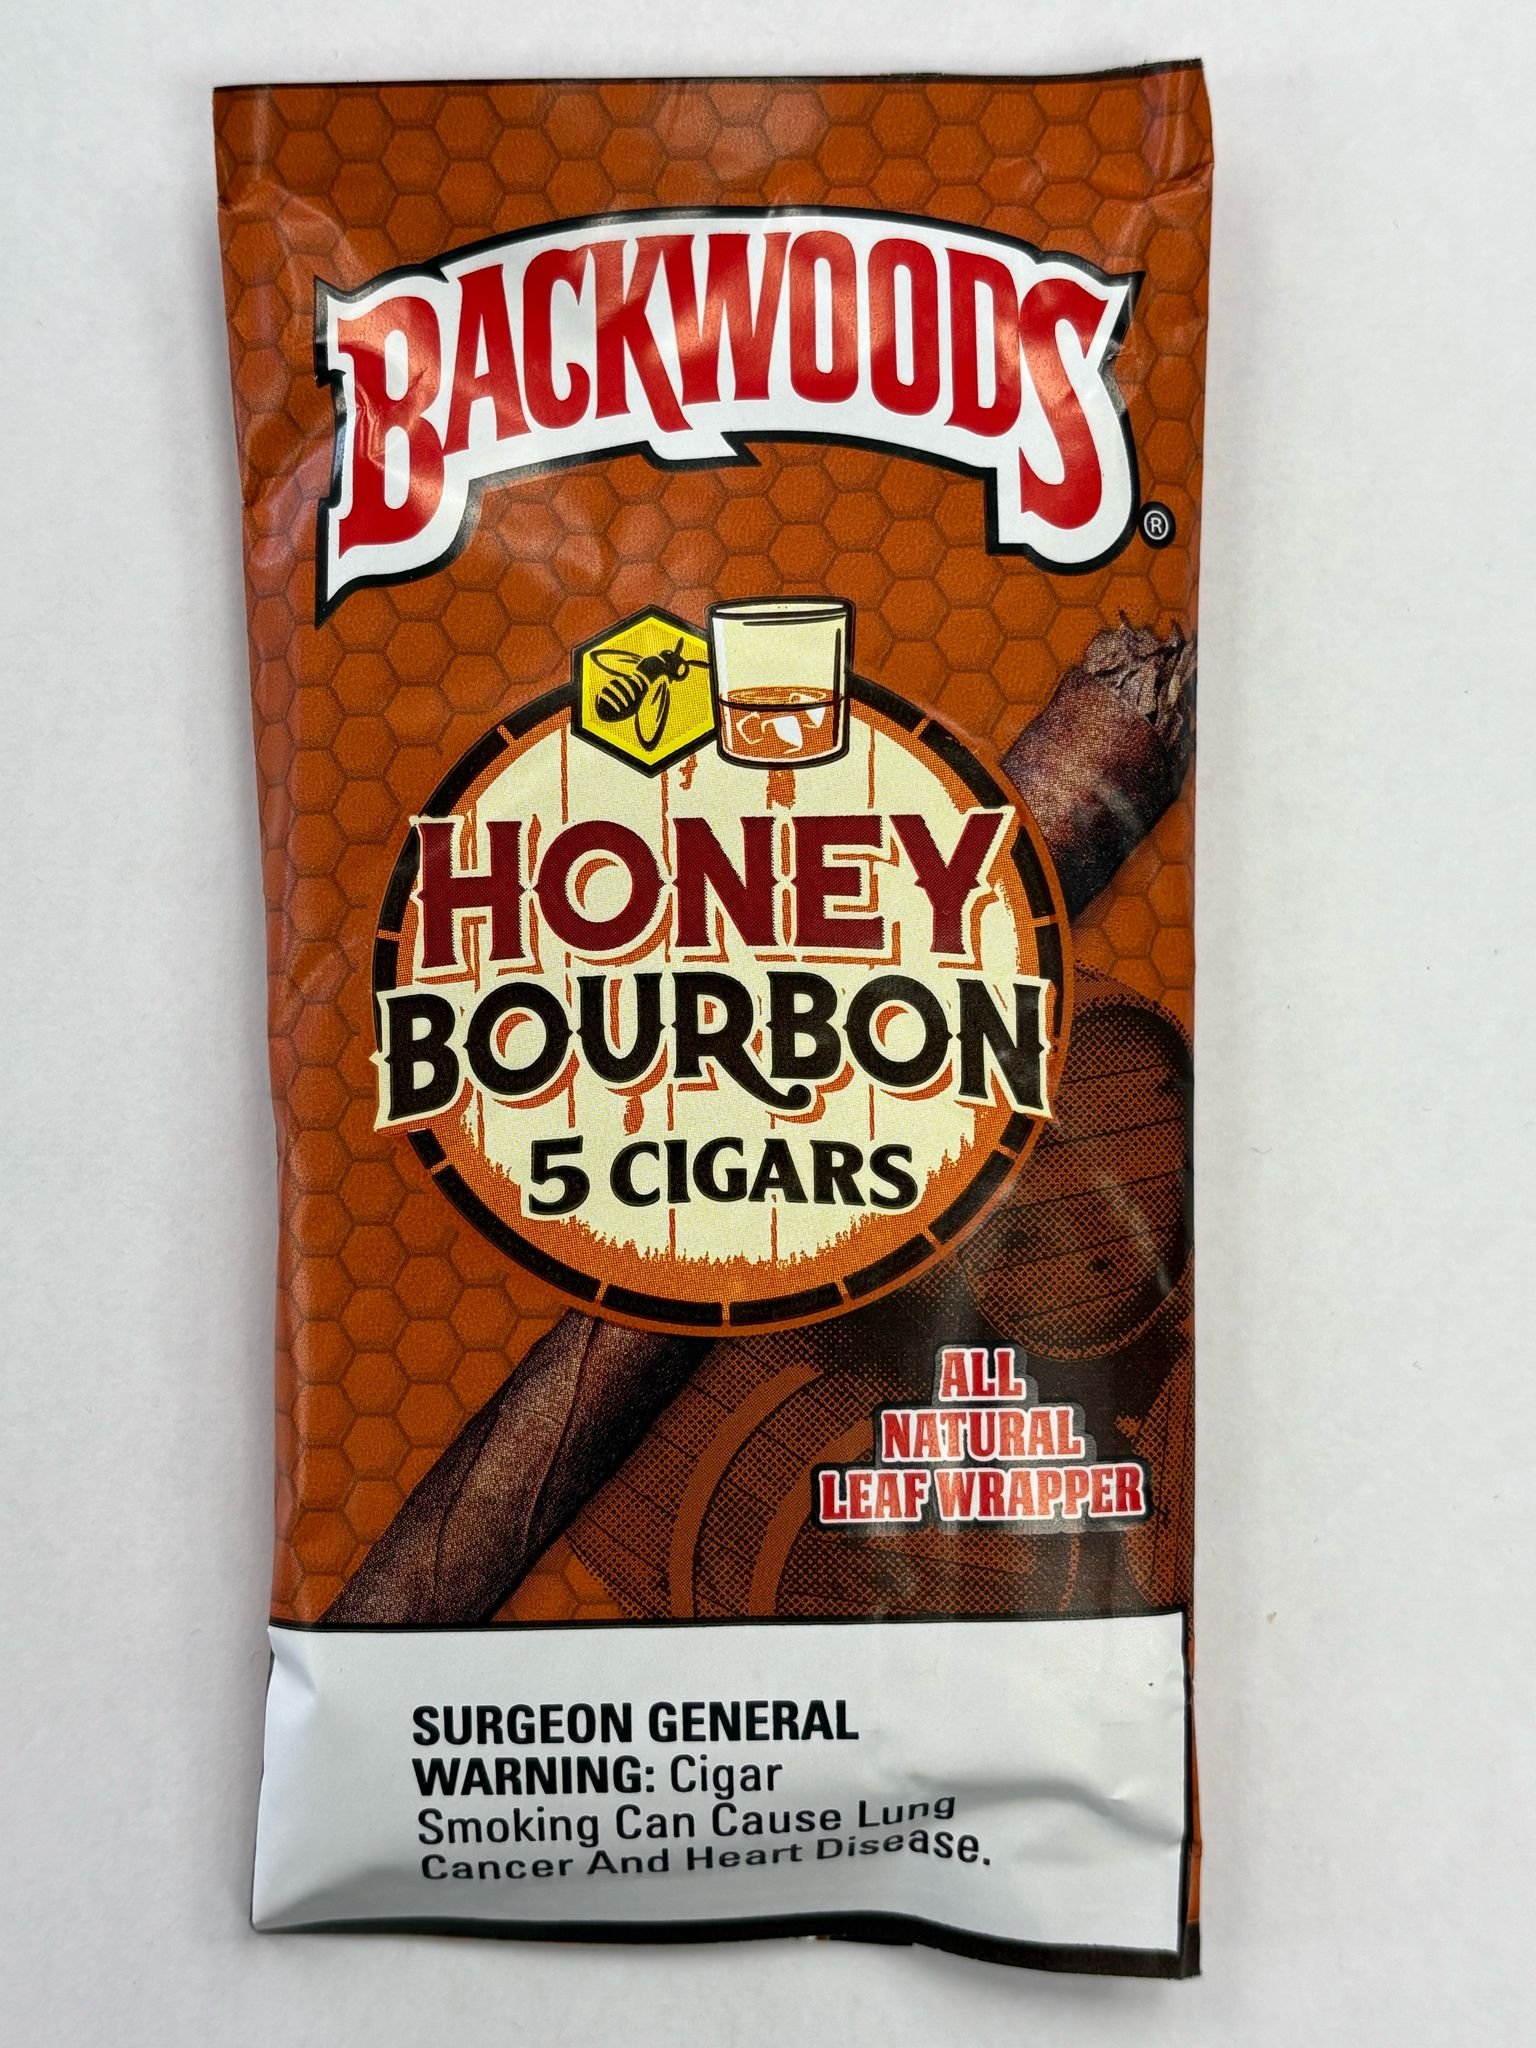 BACKWOODS®
HONEY
BOURBON
5 CIGARS
ALL
NATURAL
LEAF WRAPPER
SURGEON GENERAL
WARNING: Cigar
Smoking Can Cause Lung
Cancer And Heart Disease.